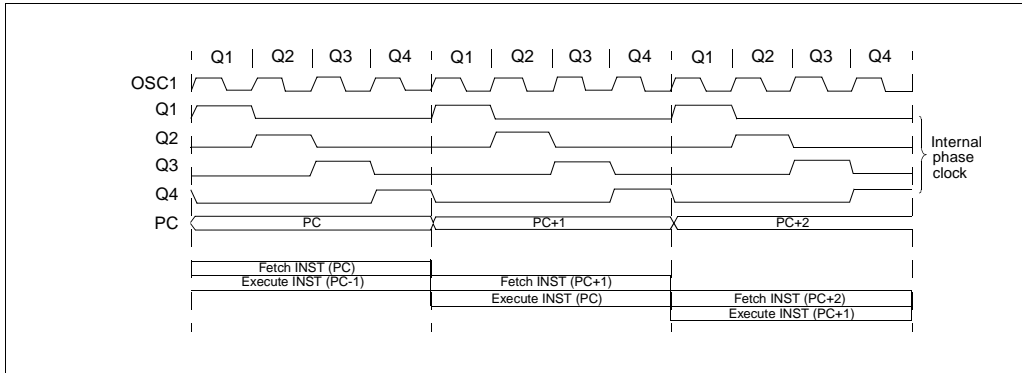 Q1 | Q2 | Q3 | Q4 | Q1 | Q2 | Q3 | Q4 | Q1 | Q2 | Q3 | Q4
OSC1
Q1
Q2
Q3
Q4
PC
Internal
phase
clock
PC PC+1 PC+2
Fetch INST (PC)
Execute INST (PC-1) Fetch INST (PC+1)
Execute INST (PC) Fetch INST (PC+2)
Execute INST (PC+1)